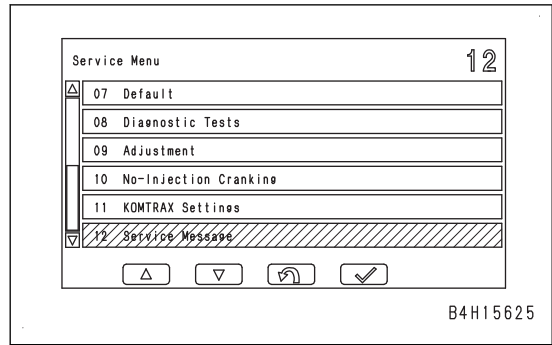 Service Menu 12
07 Default
08 Diagnostic Tests
09 Adjustment
10 No-Injection Cranking
11 KOMTRAX Settings
12 Service Message
B4H15625